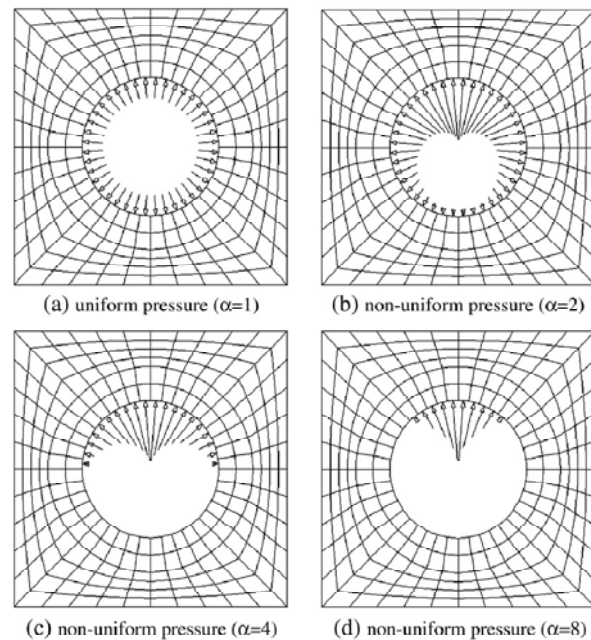 (a) uniform pressure (α=1)
(b) non-uniform pressure (α=2)
(c) non-uniform pressure (α=4)
(d) non-uniform pressure (α=8)